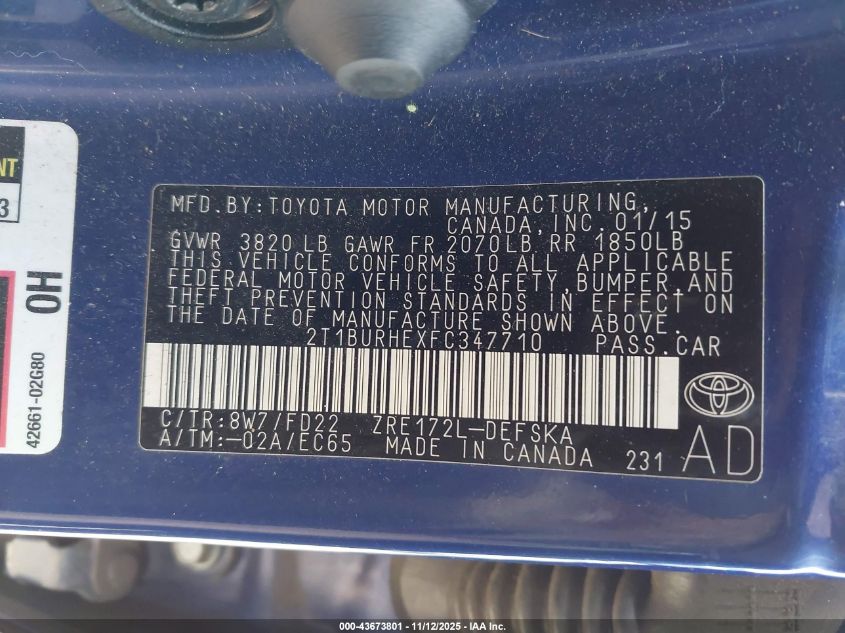 NT
3
OH
42661-02G80
MFD.BY:TOYOTA MOTOR MANUFACTURING,
CANADA,INC. 01/15
GVWR 3820 LB GAWR FR 2070LB RR 1850LB
THIS VEHICLE CONFORMS TO ALL APPLICABLE
FEDERAL MOTOR VEHICLE SAFETY,BUMPER,AND
THEFT PREVENTION STANDARDS IN EFFECT ON
THE DATE OF MANUFACTURE SHOWN ABOVE.
2T1BURHEXFC347710 PASS.CAR
C/TR:8W7/FD22 ZRE172L-DEFSKA
A/TM:-02A/EC65 MADE IN CANADA 231
AD
000-43673801 - 11/12/2025 - IAA Inc.